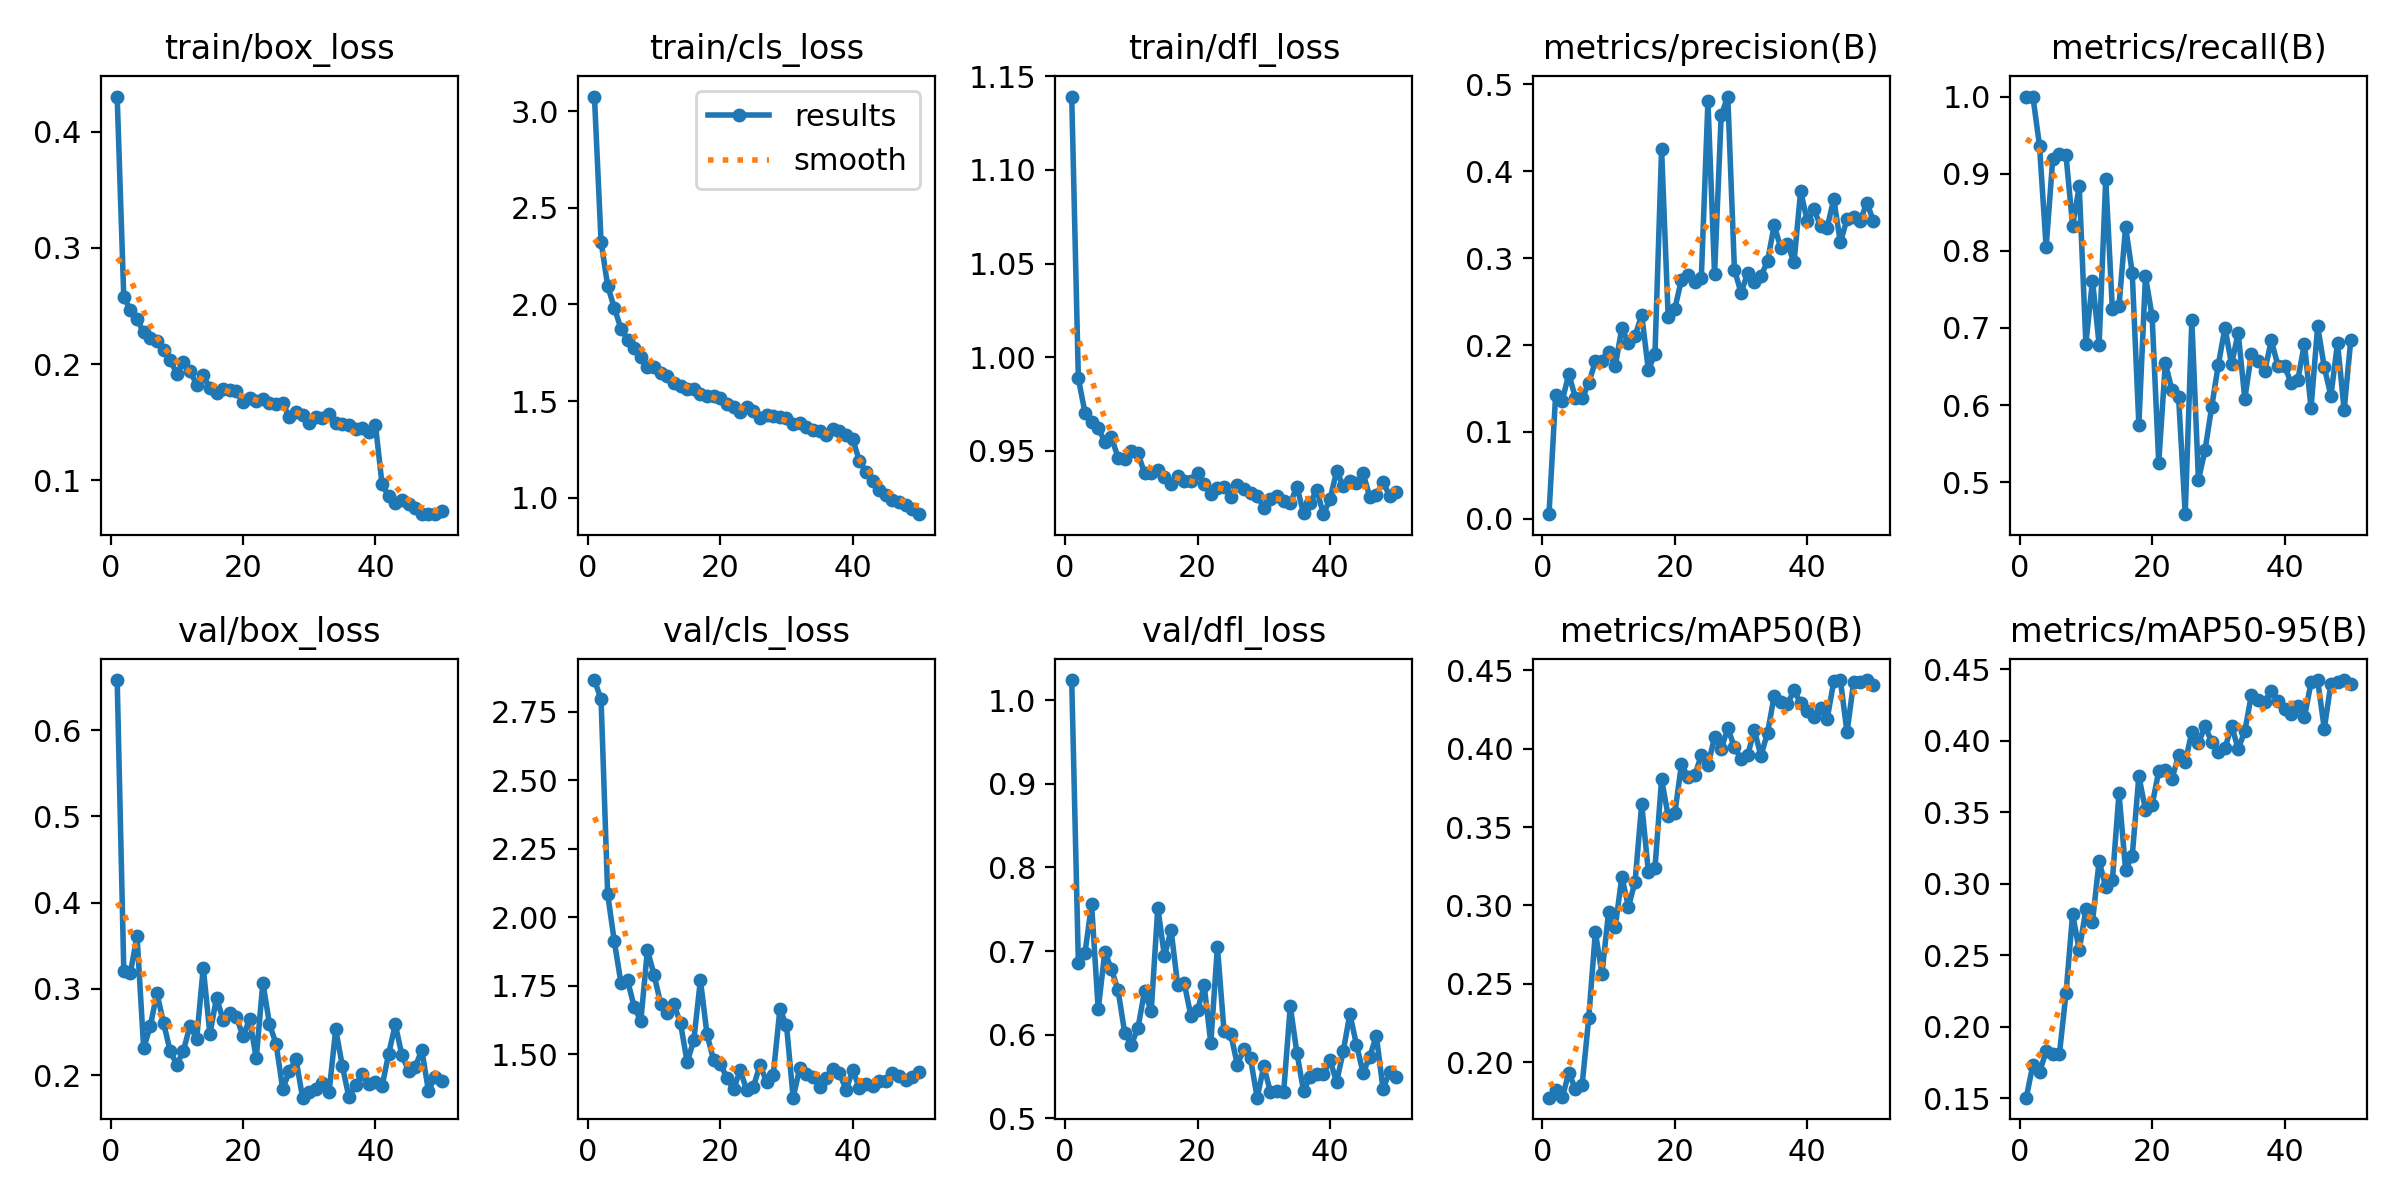 train/box_loss
0.4
0.3
0.2
0.1
0 20 40
train/cls_loss
results
smooth
3.0
2.5
2.0
1.5
1.0
0 20 40
train/dfl_loss
1.15
1.10
1.05
1.00
0.95
0 20 40
metrics/precision(B)
0.5
0.4
0.3
0.2
0.1
0.0
0 20 40
metrics/recall(B)
1.0
0.9
0.8
0.7
0.6
0.5
0 20 40
val/box_loss
0.6
0.5
0.4
0.3
0.2
0 20 40
val/cls_loss
2.75
2.50
2.25
2.00
1.75
1.50
0 20 40
val/dfl_loss
1.0
0.9
0.8
0.7
0.6
0.5
0 20 40
metrics/mAP50(B)
0.45
0.40
0.35
0.30
0.25
0.20
0 20 40
metrics/mAP50-95(B)
0.45
0.40
0.35
0.30
0.25
0.20
0.15
0 20 40